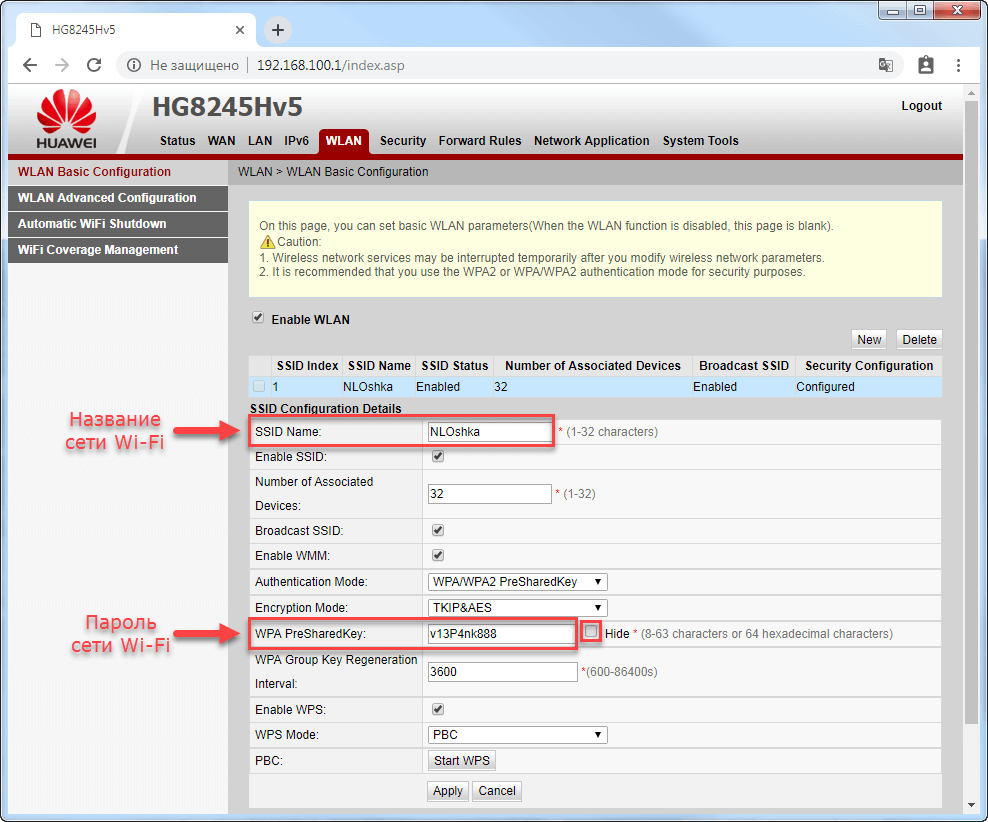 HG8245Hv5
Не защищено 192.168.100.1/index.asp
HUAWEI
HG8245Hv5
Logout
Status WAN LAN IPv6 WLAN Security Forward Rules Network Application System Tools
WLAN Basic Configuration
WLAN Advanced Configuration
Automatic WiFi Shutdown
WiFi Coverage Management
WLAN > WLAN Basic Configuration
On this page, you can set basic WLAN parameters(When the WLAN function is disabled, this page is blank).
Caution:
1. Wireless network services may be interrupted temporarily after you modify wireless network parameters.
2. It is recommended that you use the WPA2 or WPA/WPA2 authentication mode for security purposes.
Enable WLAN
New Delete
SSID Index SSID Name SSID Status Number of Associated Devices Broadcast SSID Security Configuration
1 NLOshka Enabled 32 Enabled Configured
SSID Configuration Details
Название
сети Wi-Fi
SSID Name: NLOshka * (1-32 characters)
Enable SSID:
Number of Associated
Devices:
32 * (1-32)
Broadcast SSID:
Enable WMM:
Authentication Mode: WPA/WPA2 PreSharedKey
Encryption Mode: TKIP&AES
Пароль
сети Wi-Fi
WPA PreSharedKey: v13P4nk888 Hide * (8-63 characters or 64 hexadecimal characters)
WPA Group Key Regeneration
Interval:
3600 *(600-86400s)
Enable WPS:
WPS Mode: PBC
PBC: Start WPS
Apply Cancel